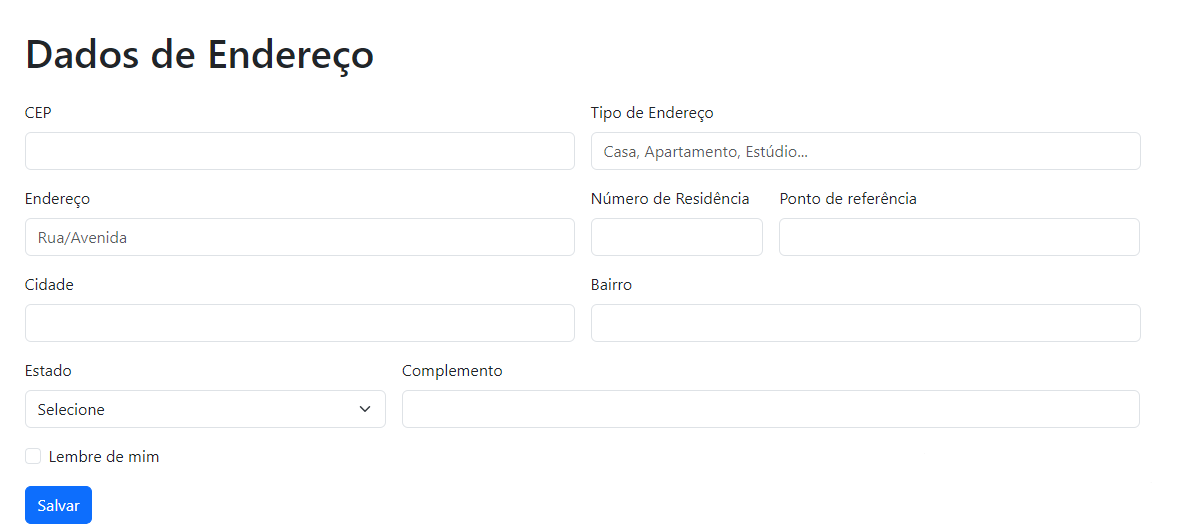 Dados de Endereço
CEP
Tipo de Endereço
Casa, Apartamento, Estúdio...
Endereço
Número de Residência
Ponto de referência
Rua/Avenida
Cidade
Bairro
Estado
Complemento
Selecione
Lembre de mim
Salvar